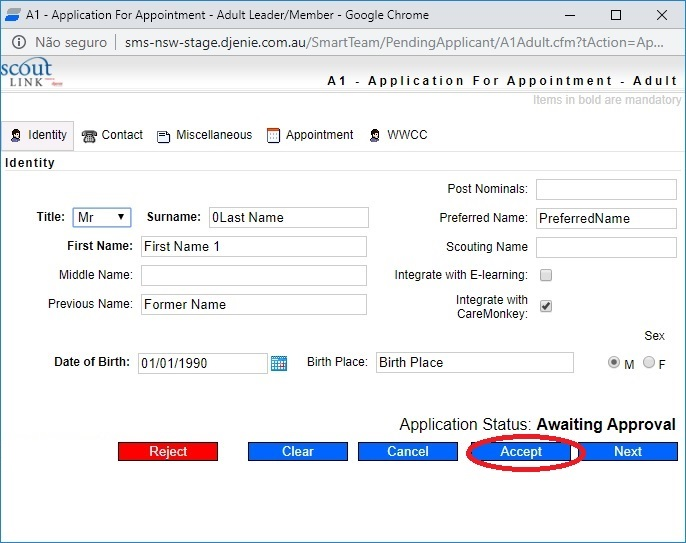 A1 - Application For Appointment - Adult Leader/Member - Google Chrome
Não seguro | sms-nsw-stage.djenie.com.au/SmartTeam/PendingApplicant/A1Adult.cfm?tAction=Ap...
scout
LINK
A1 - Application For Appointment - Adult
Items in bold are mandatory
Identity Contact Miscellaneous Appointment WWCC
Identity
Post Nominals:
Title: Mr Surname: 0Last Name Preferred Name: PreferredName
First Name: First Name 1 Scouting Name
Middle Name: Integrate with E-learning:
Previous Name: Former Name Integrate with
CareMonkey:
Sex
Date of Birth: 01/01/1990 Birth Place: Birth Place M F
Application Status: Awaiting Approval
Reject Clear Cancel Accept Next